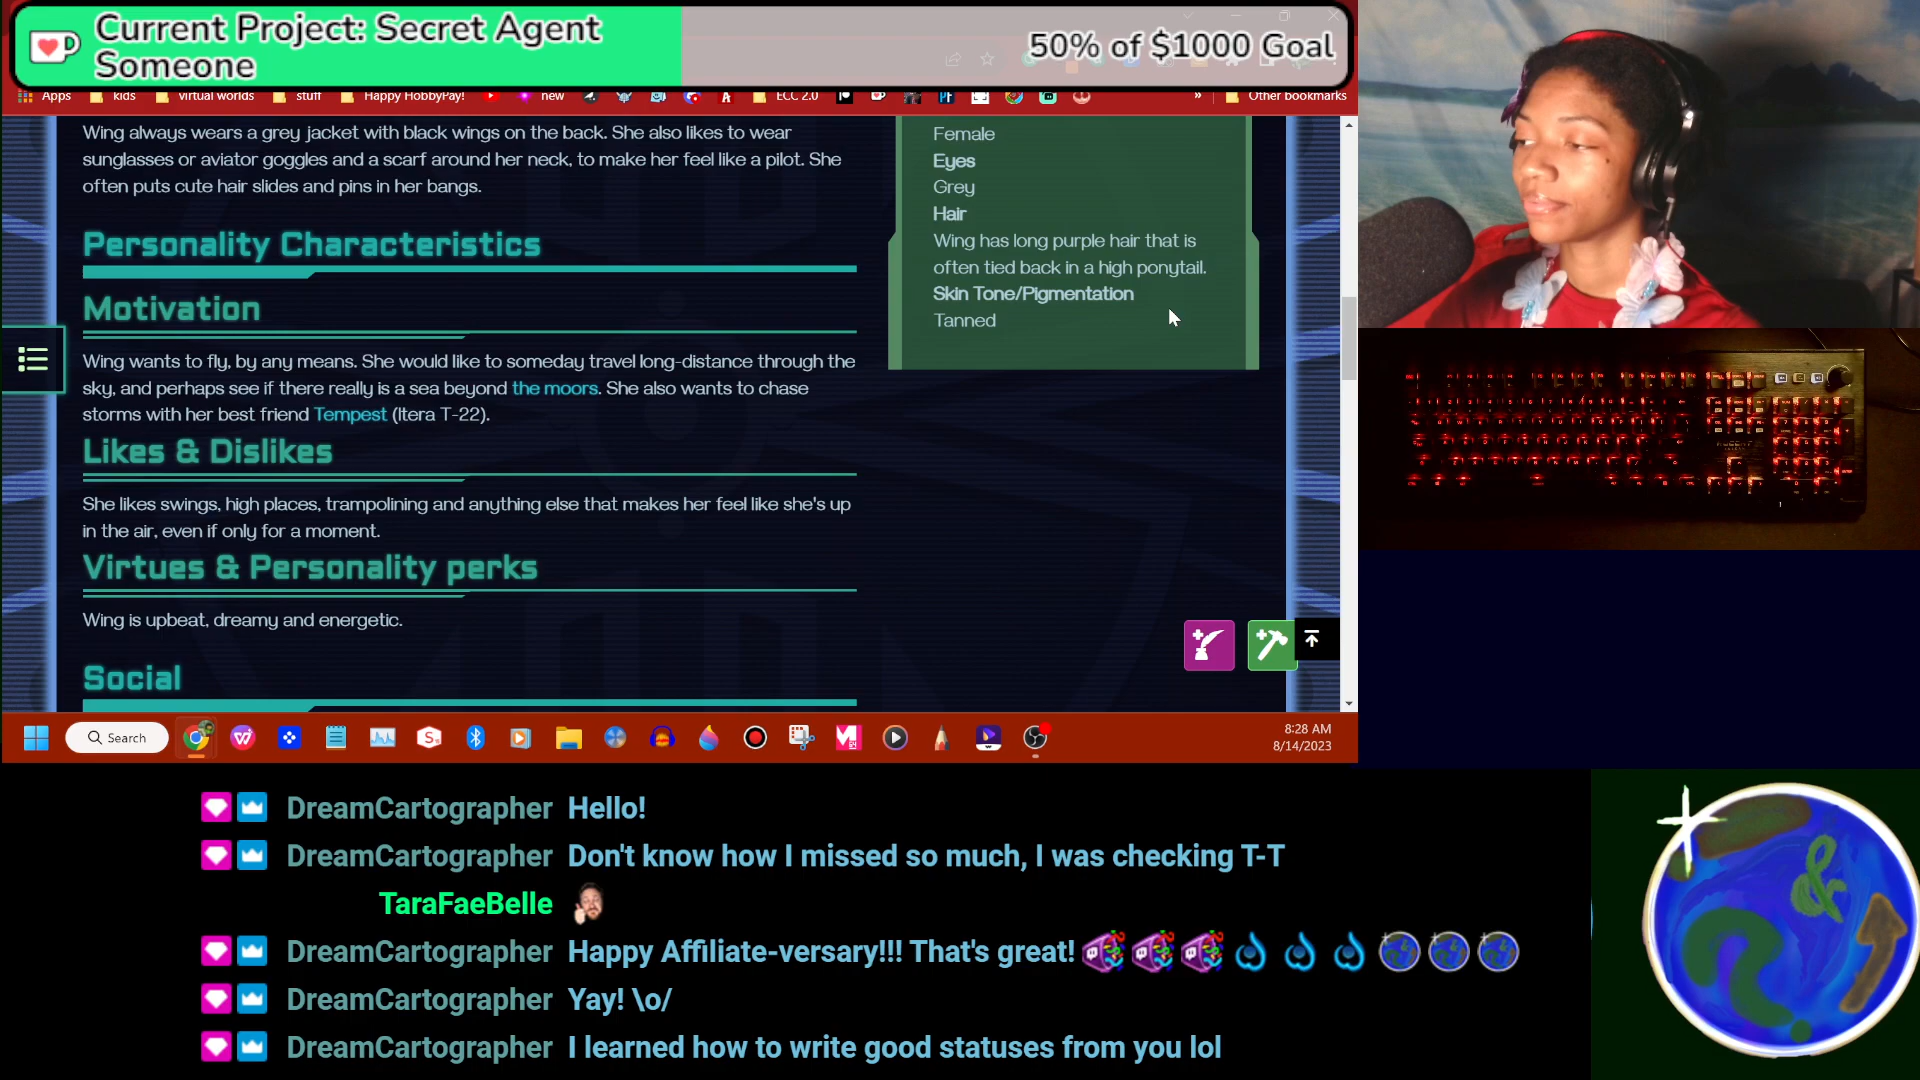 Current Project: Secret Agent
Someone
50% of $1000 Goal
Apps
kids
virtual worlds
stuff
Happy HobbyPay!
new
ECC 2.0
»
Other bookmarks
Wing always wears a grey jacket with black wings on the back. She also likes to wear
sunglasses or aviator goggles and a scarf around her neck, to make her feel like a pilot. She
often puts cute hair slides and pins in her bangs.
Personality Characteristics
Motivation
Wing wants to fly, by any means. She would like to someday travel long-distance through the
sky, and perhaps see if there really is a sea beyond the moors. She also wants to chase
storms with her best friend Tempest (Itera T-22).
Likes & Dislikes
She likes swings, high places, trampolining and anything else that makes her feel like she's up
in the air, even if only for a moment.
Virtues & Personality perks
Wing is upbeat, dreamy and energetic.
Social
Female
Eyes
Grey
Hair
Wing has long purple hair that is
often tied back in a high ponytail.
Skin Tone/Pigmentation
Tanned
Search
8:28 AM
8/14/2023
DreamCartographer Hello!
DreamCartographer Don't know how I missed so much, I was checking T-T
TaraFaeBelle
DreamCartographer Happy Affiliate-versary!!! That's great!
DreamCartographer Yay! \o/
DreamCartographer I learned how to write good statuses from you lol
&